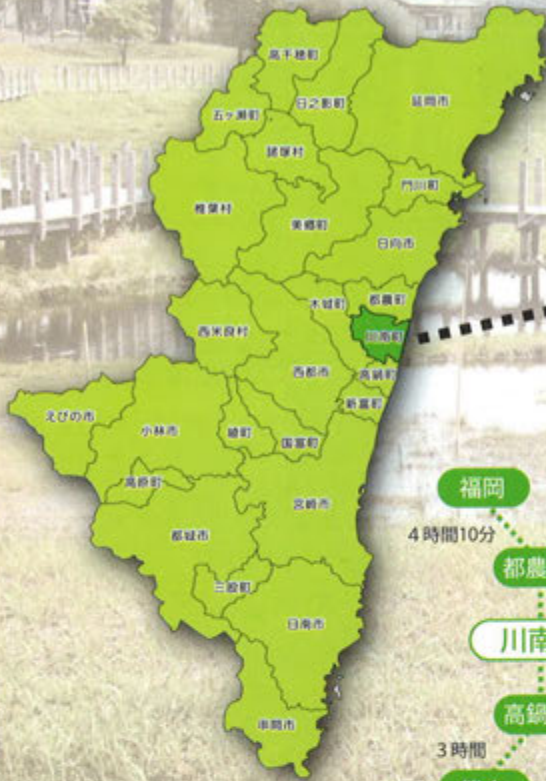 高千穂町
日之影町
延岡市
五ヶ瀬町
諸塚村
門川町
椎葉村
美郷町
日向市
木城町
都農町
西米良村
川南町
西都市
高鍋町
新富町
えびの市
小林市
綾町
国富町
高原町
宮崎市
都城市
三股町
日南市
串間市
福岡
4時間10分
都農
川南
高鍋
3時間